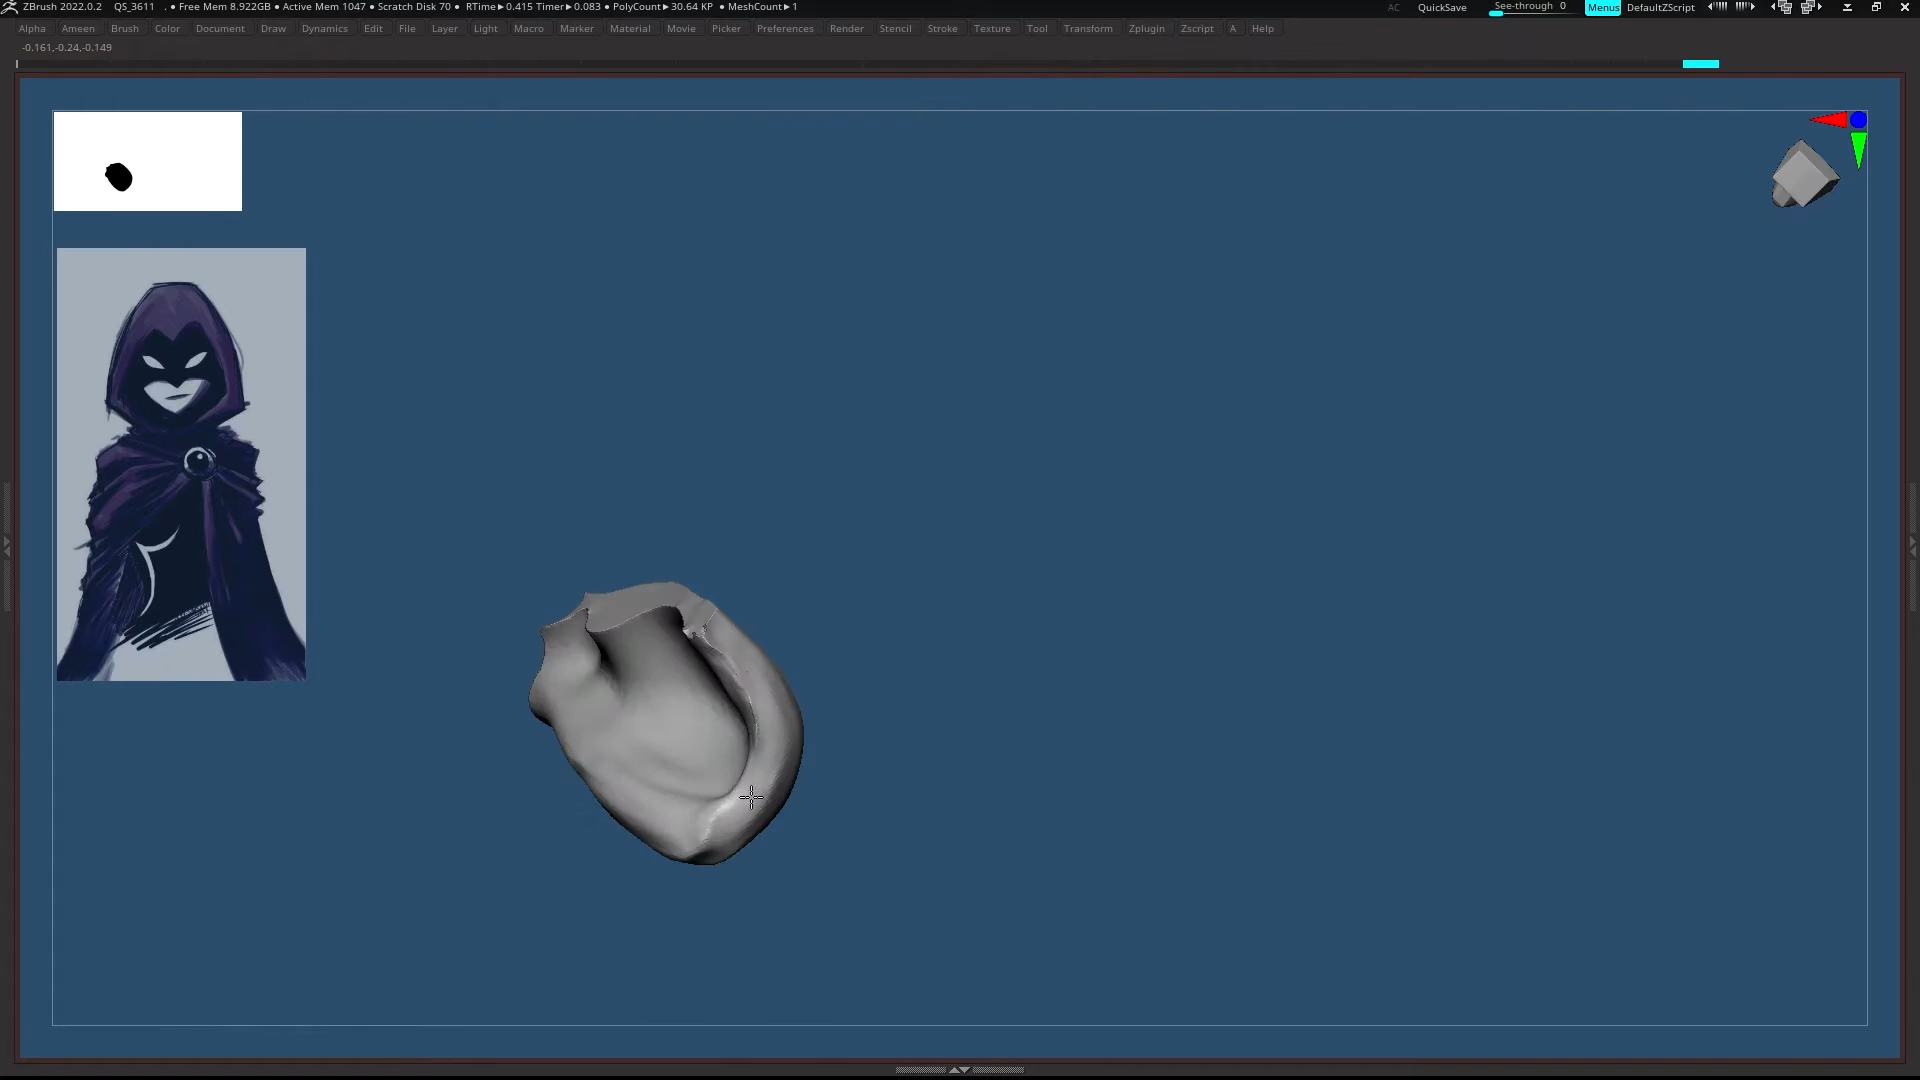 ZBrush 2022.0.2 QS_3611 . • Free Mem 8.922GB • Active Mem 1047 • Scratch Disk 70 • RTime▶0.415 Timer▶0.083 • PolyCount▶30.64 KP • MeshCount▶1 AC QuickSave See-through 0 Menus DefaultZScript
Alpha Ameen Brush Color Document Draw Dynamics Edit File Layer Light Macro Marker Material Movie Picker Preferences Render Stencil Stroke Texture Tool Transform Zplugin Zscript A Help
-0.161,-0.24,-0.149